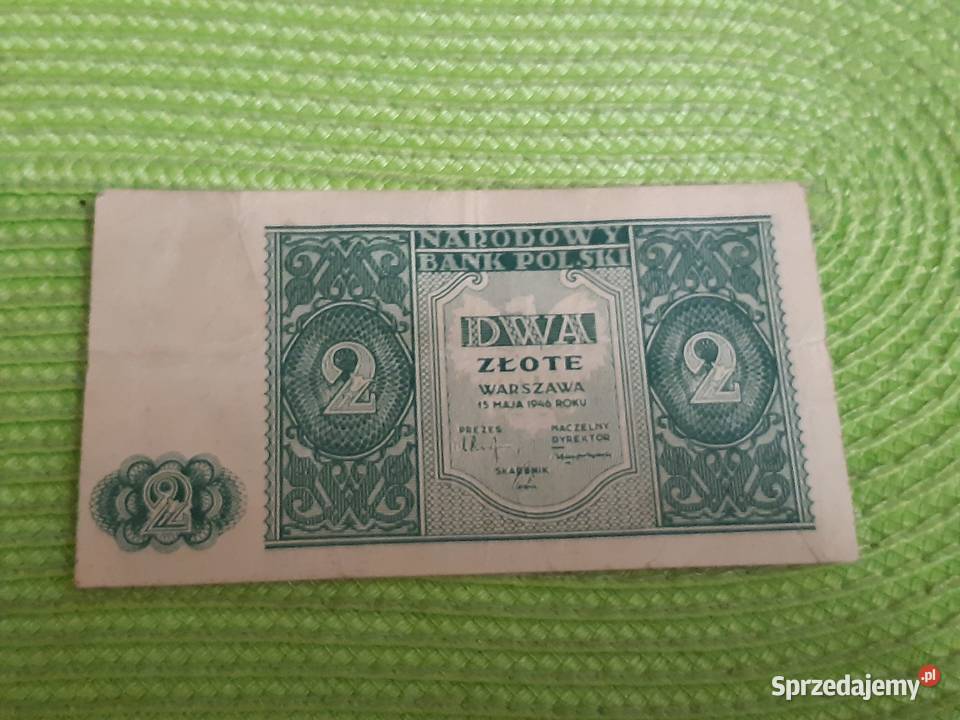 NARODOWY
BANK POLSKI
DWA
ZŁOTE
WARSZAWA
15 MAJA 1946 ROKU
PREZES
NACZELNY
DYREKTOR
SKARBNIK
2
2
2
Sprzedajemy.pl